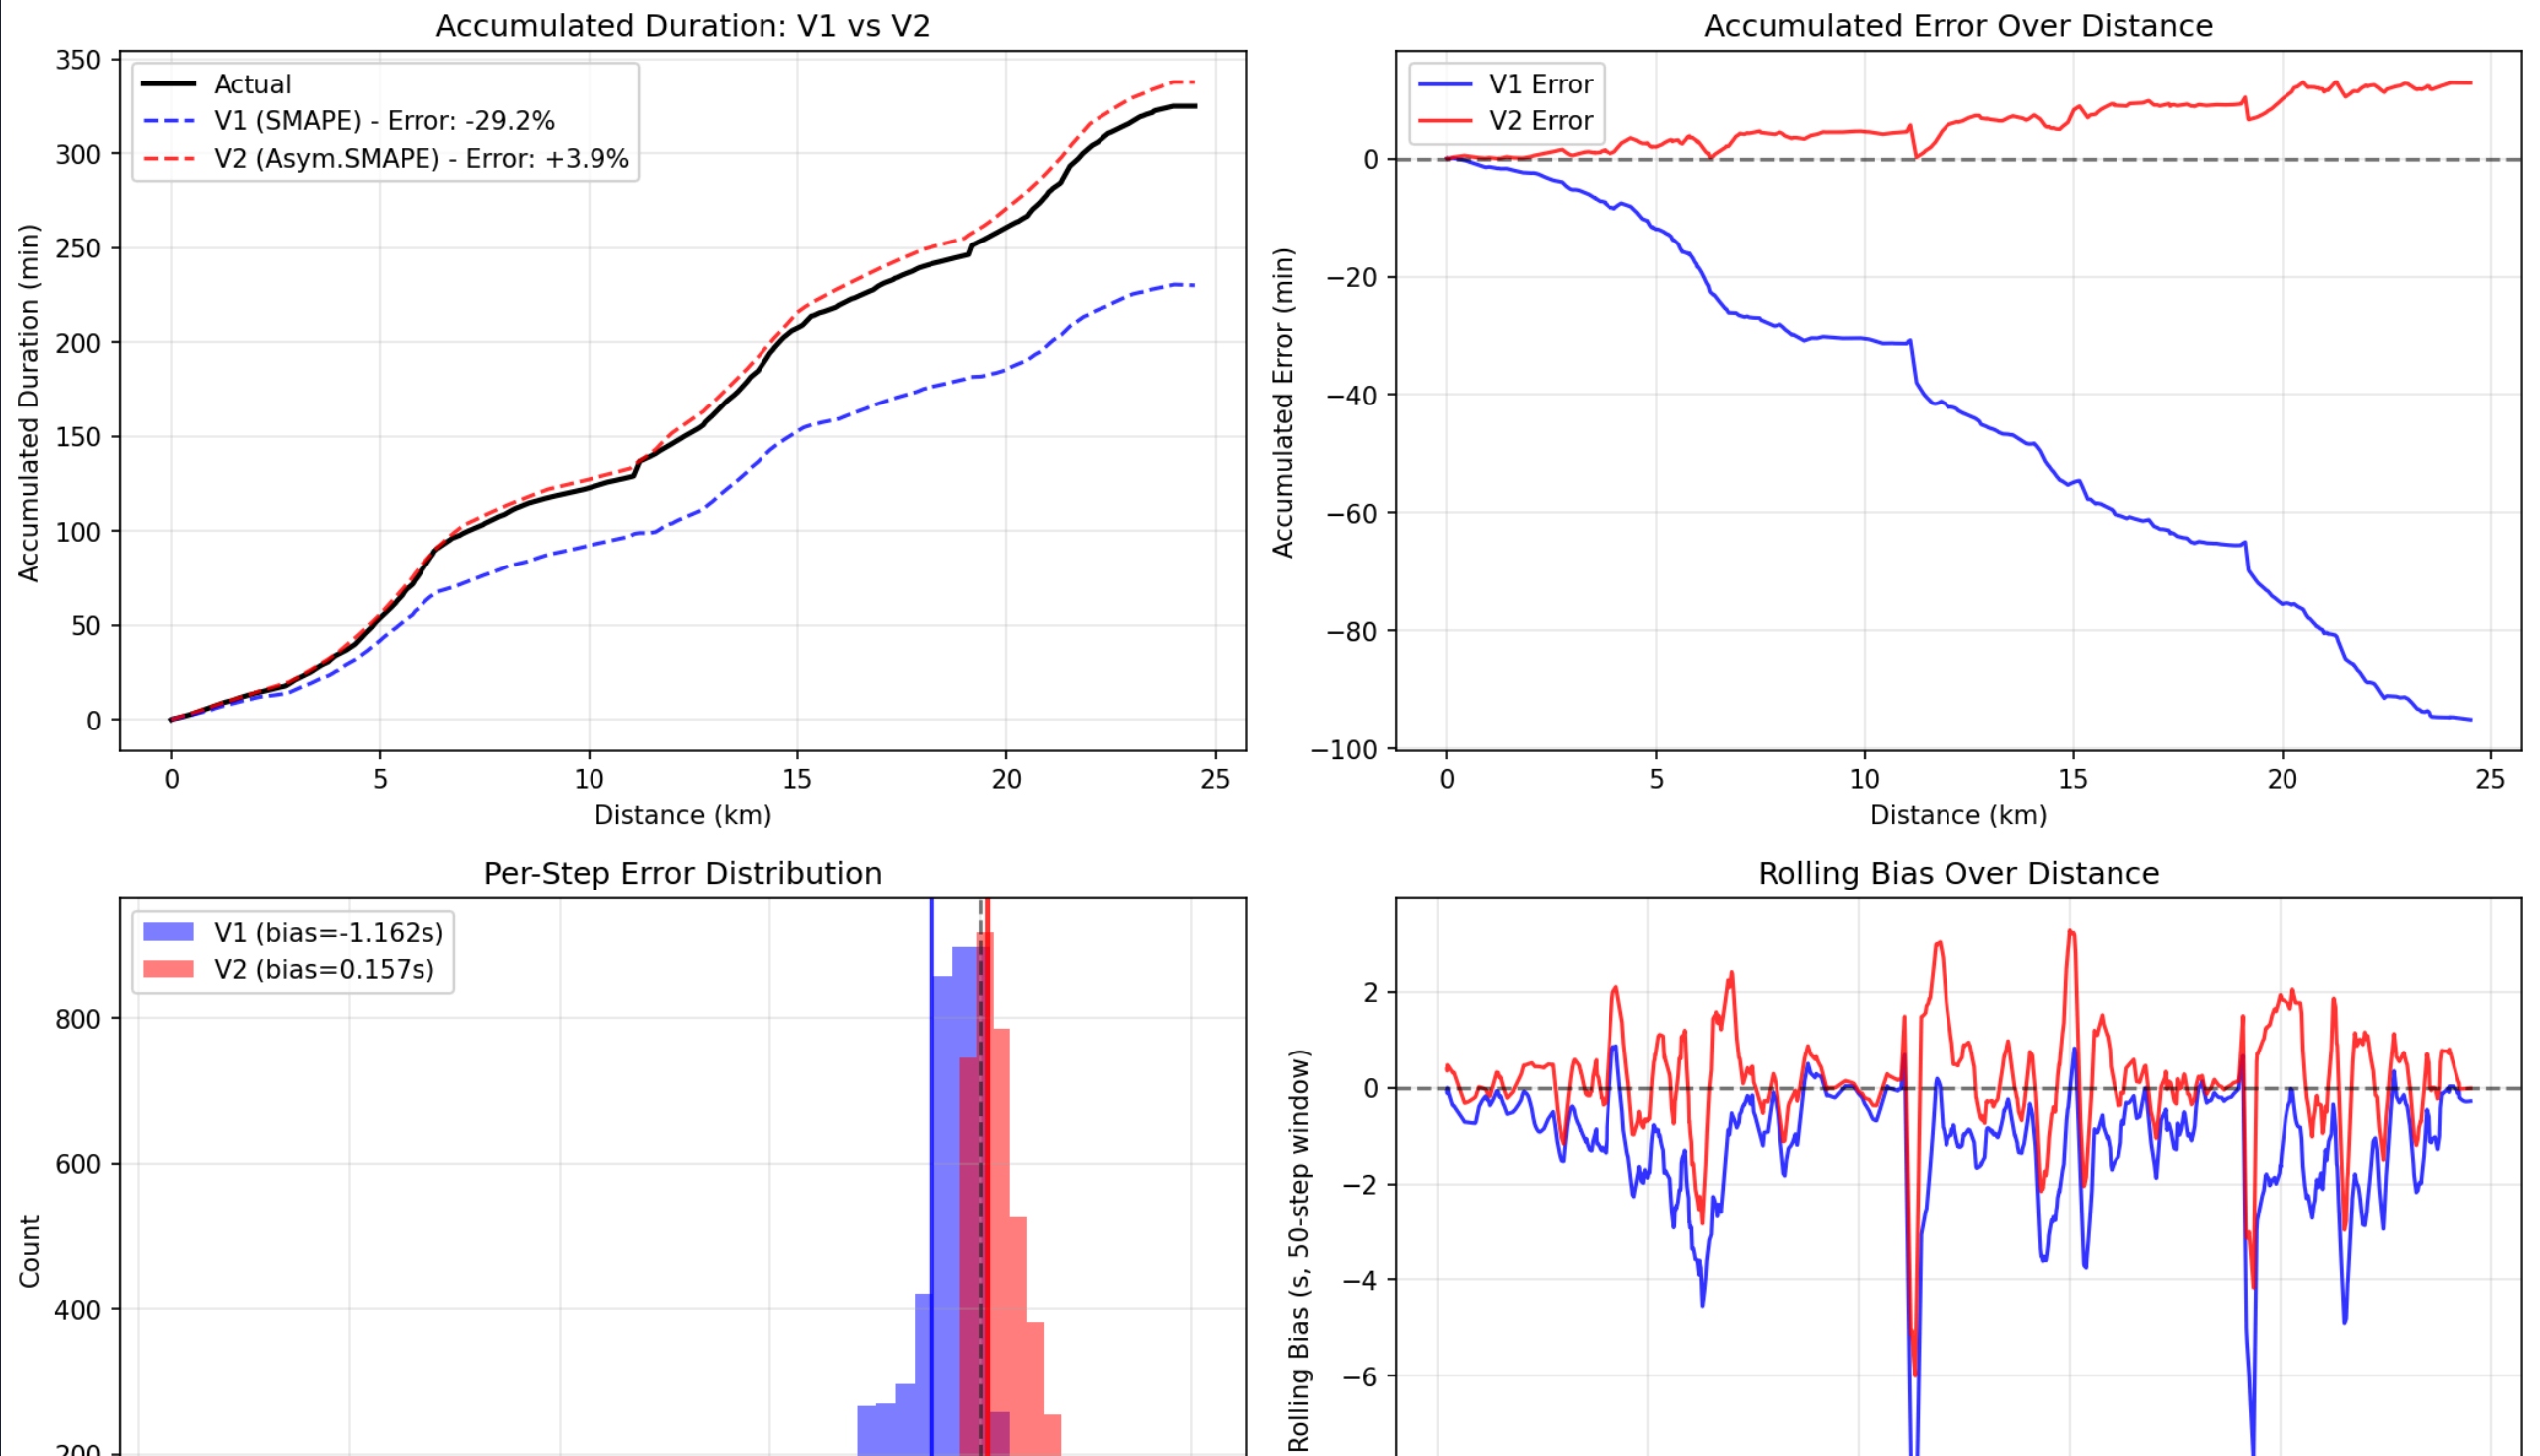 Accumulated Duration: V1 vs V2
Accumulated Duration (min)
350
300
250
200
150
100
50
0
Actual
V1 (SMAPE) - Error: -29.2%
V2 (Asym.SMAPE) - Error: +3.9%
0 5 10 15 20 25
Distance (km)
Accumulated Error Over Distance
Accumulated Error (min)
0
−20
−40
−60
−80
−100
V1 Error
V2 Error
0 5 10 15 20 25
Distance (km)
Per-Step Error Distribution
Count
800
600
400
200
V1 (bias=-1.162s)
V2 (bias=0.157s)
Rolling Bias Over Distance
Rolling Bias (s, 50-step window)
2
0
−2
−4
−6